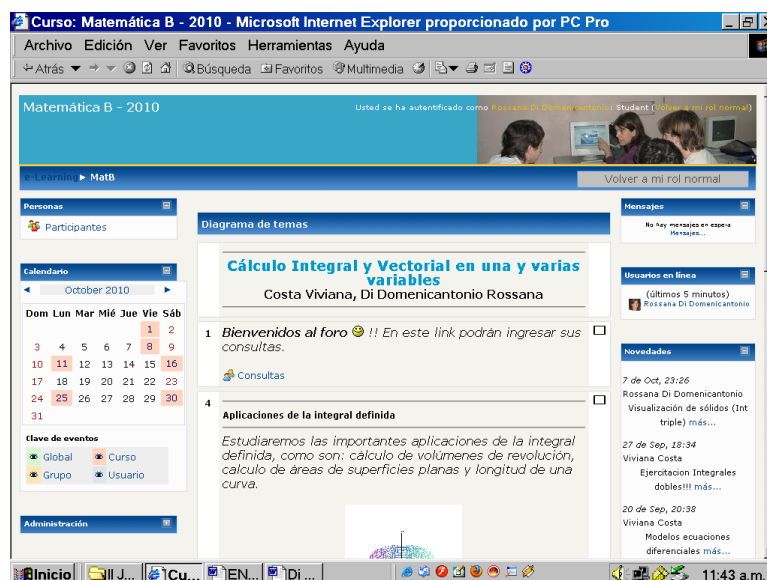 Curso: Matemática B - 2010 - Microsoft Internet Explorer proporcionado por PC Pro
Archivo Edición Ver Favoritos Herramientas Ayuda
Atrás Búsqueda Favoritos Multimedia
Matemática B - 2010
Usted se ha autentificado como Rossana Di Domenicantonio: Student (Volver a mi rol normal)
e-Learning ► MatB
Volver a mi rol normal
Personas
Participantes
Calendario
October 2010
Dom Lun Mar Mié Jue Vie Sáb
1 2
3 4 5 6 7 8 9
10 11 12 13 14 15 16
17 18 19 20 21 22 23
24 25 26 27 28 29 30
31
Clave de eventos
Global Curso
Grupo Usuario
Administración
Diagrama de temas
Cálculo Integral y Vectorial en una y varias
variables
Costa Viviana, Di Domenicantonio Rossana
1 Bienvenidos al foro !! En este link podrán ingresar sus
consultas.
Consultas
4
Aplicaciones de la integral definida
Estudiaremos las importantes aplicaciones de la integral
definida, como son: cálculo de volúmenes de revolución,
calculo de áreas de superficies planas y longitud de una
curva.
Mensajes
No hay mensajes en espera
Mensajes...
Usuarios en línea
(últimos 5 minutos)
Rossana Di Domenicantonio
Novedades
7 de Oct, 23:26
Rossana Di Domenicantonio
Visualización de sólidos (Int
triple) más...
27 de Sep, 18:34
Viviana Costa
Ejercitacion Integrales
dobles!!! más...
20 de Sep, 20:38
Viviana Costa
Modelos ecuaciones
diferenciales más...
Inicio II J... Cu... EN... Di ... 11:43 a.m.